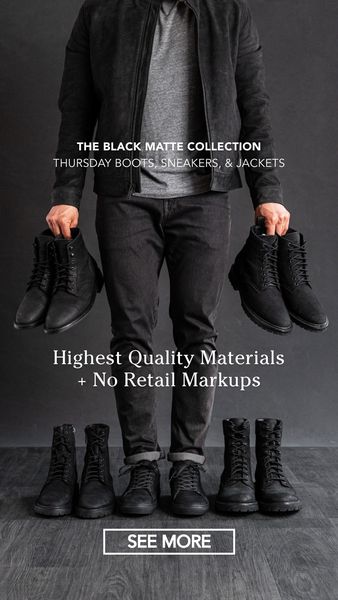 THE BLACK MATTE COLLECTION
THURSDAY BOOTS, SNEAKERS, & JACKETS
Highest Quality Materials
+ No Retail Markups
SEE MORE